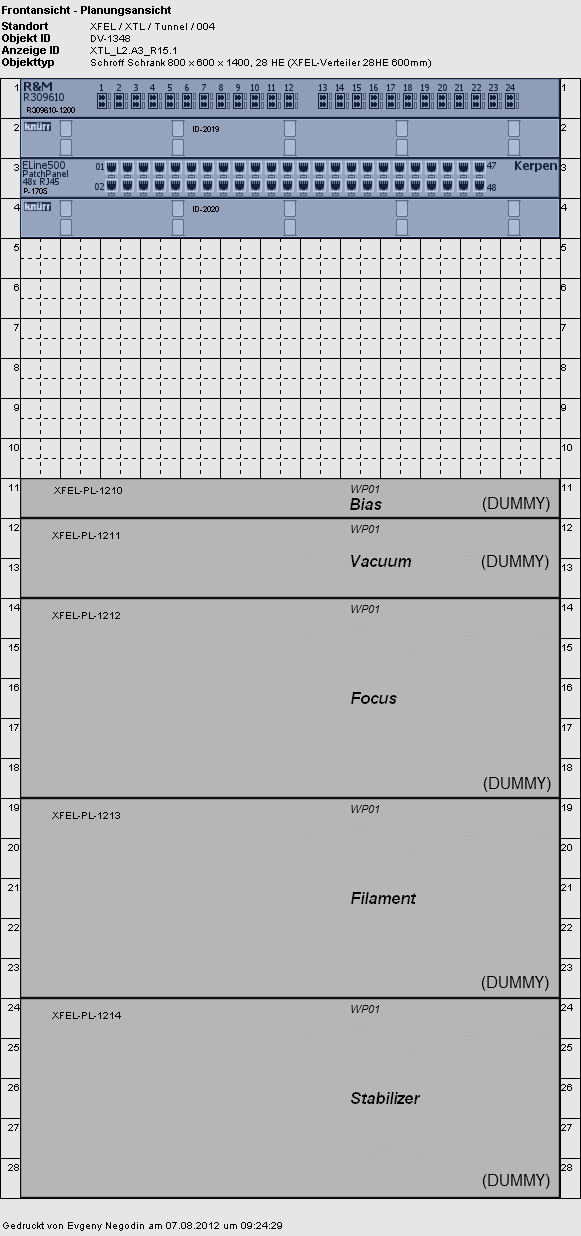 Frontansicht - Planungsansicht
Standort XFEL / XTL / Tunnel / 004
Objekt ID DV-1348
Anzeige ID XTL_L2.A3_R15.1
Objekttyp Schroff Schrank 800 x 600 x 1400, 28 HE (XFEL-Verteiler 28HE 600mm)
1 R&M 1 2 3 4 5 6 7 8 9 10 11 12 13 14 15 16 17 18 19 20 21 22 23 24 1
R309610
R309610-1200
2 knürr ID-2019 2
3 ELine500 01 47 Kerpen 3
PatchPanel
48x RJ45 02 48
P-170S
4 knürr ID-2020 4
5 5
6 6
7 7
8 8
9 9
10 10
11 XFEL-PL-1210 WP01 11
Bias (DUMMY)
12 XFEL-PL-1211 WP01 12
13 Vacuum (DUMMY) 13
14 XFEL-PL-1212 WP01 14
15 15
16 Focus 16
17 17
18 (DUMMY) 18
19 XFEL-PL-1213 WP01 19
20 20
21 Filament 21
22 22
23 (DUMMY) 23
24 XFEL-PL-1214 WP01 24
25 25
26 Stabilizer 26
27 27
28 (DUMMY) 28
Gedruckt von Evgeny Negodin am 07.08.2012 um 09:24:29